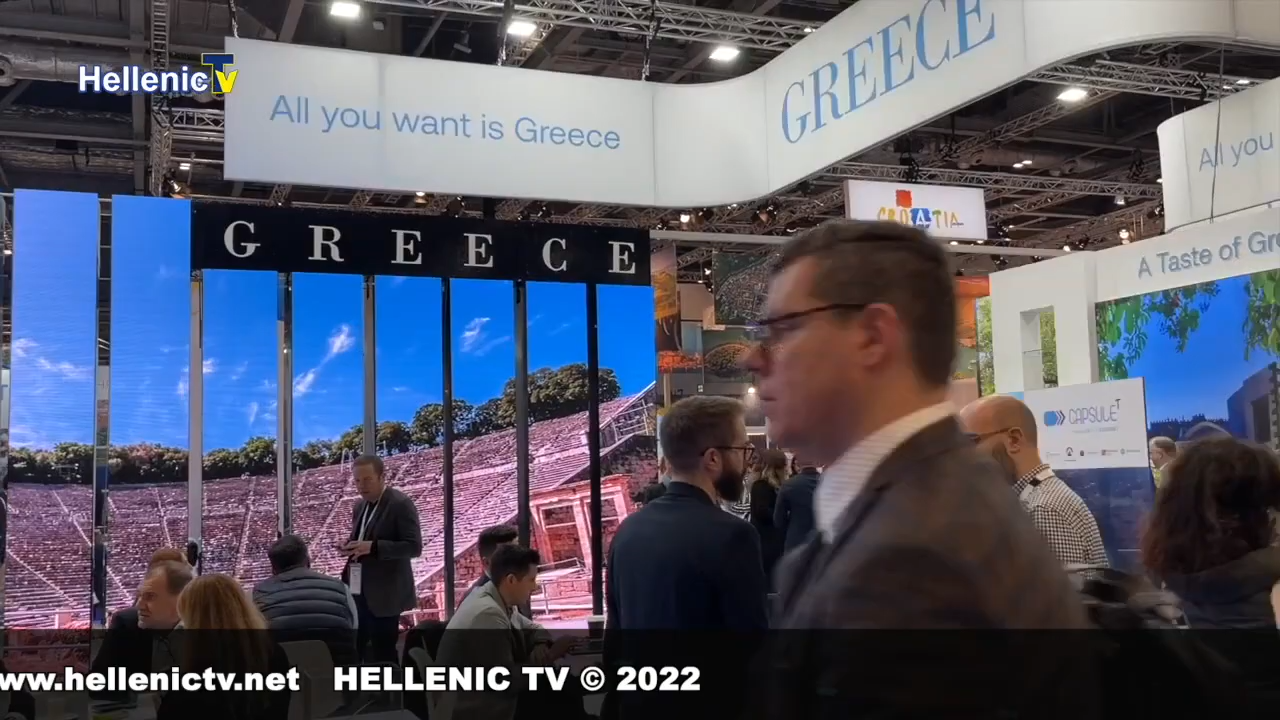 Hellenic TV
All you want is Greece
GREECE
GREECE
CROATIA
All you
A Taste of Gre
CAPSULE T
www.hellenictv.net HELLENIC TV © 2022